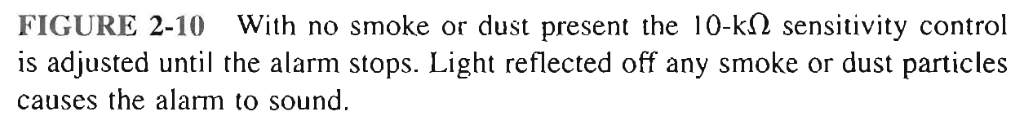 FIGURE 2-10 With no smoke or dust present the 10-kΩ sensitivity control
is adjusted until the alarm stops. Light reflected off any smoke or dust particles
causes the alarm to sound.